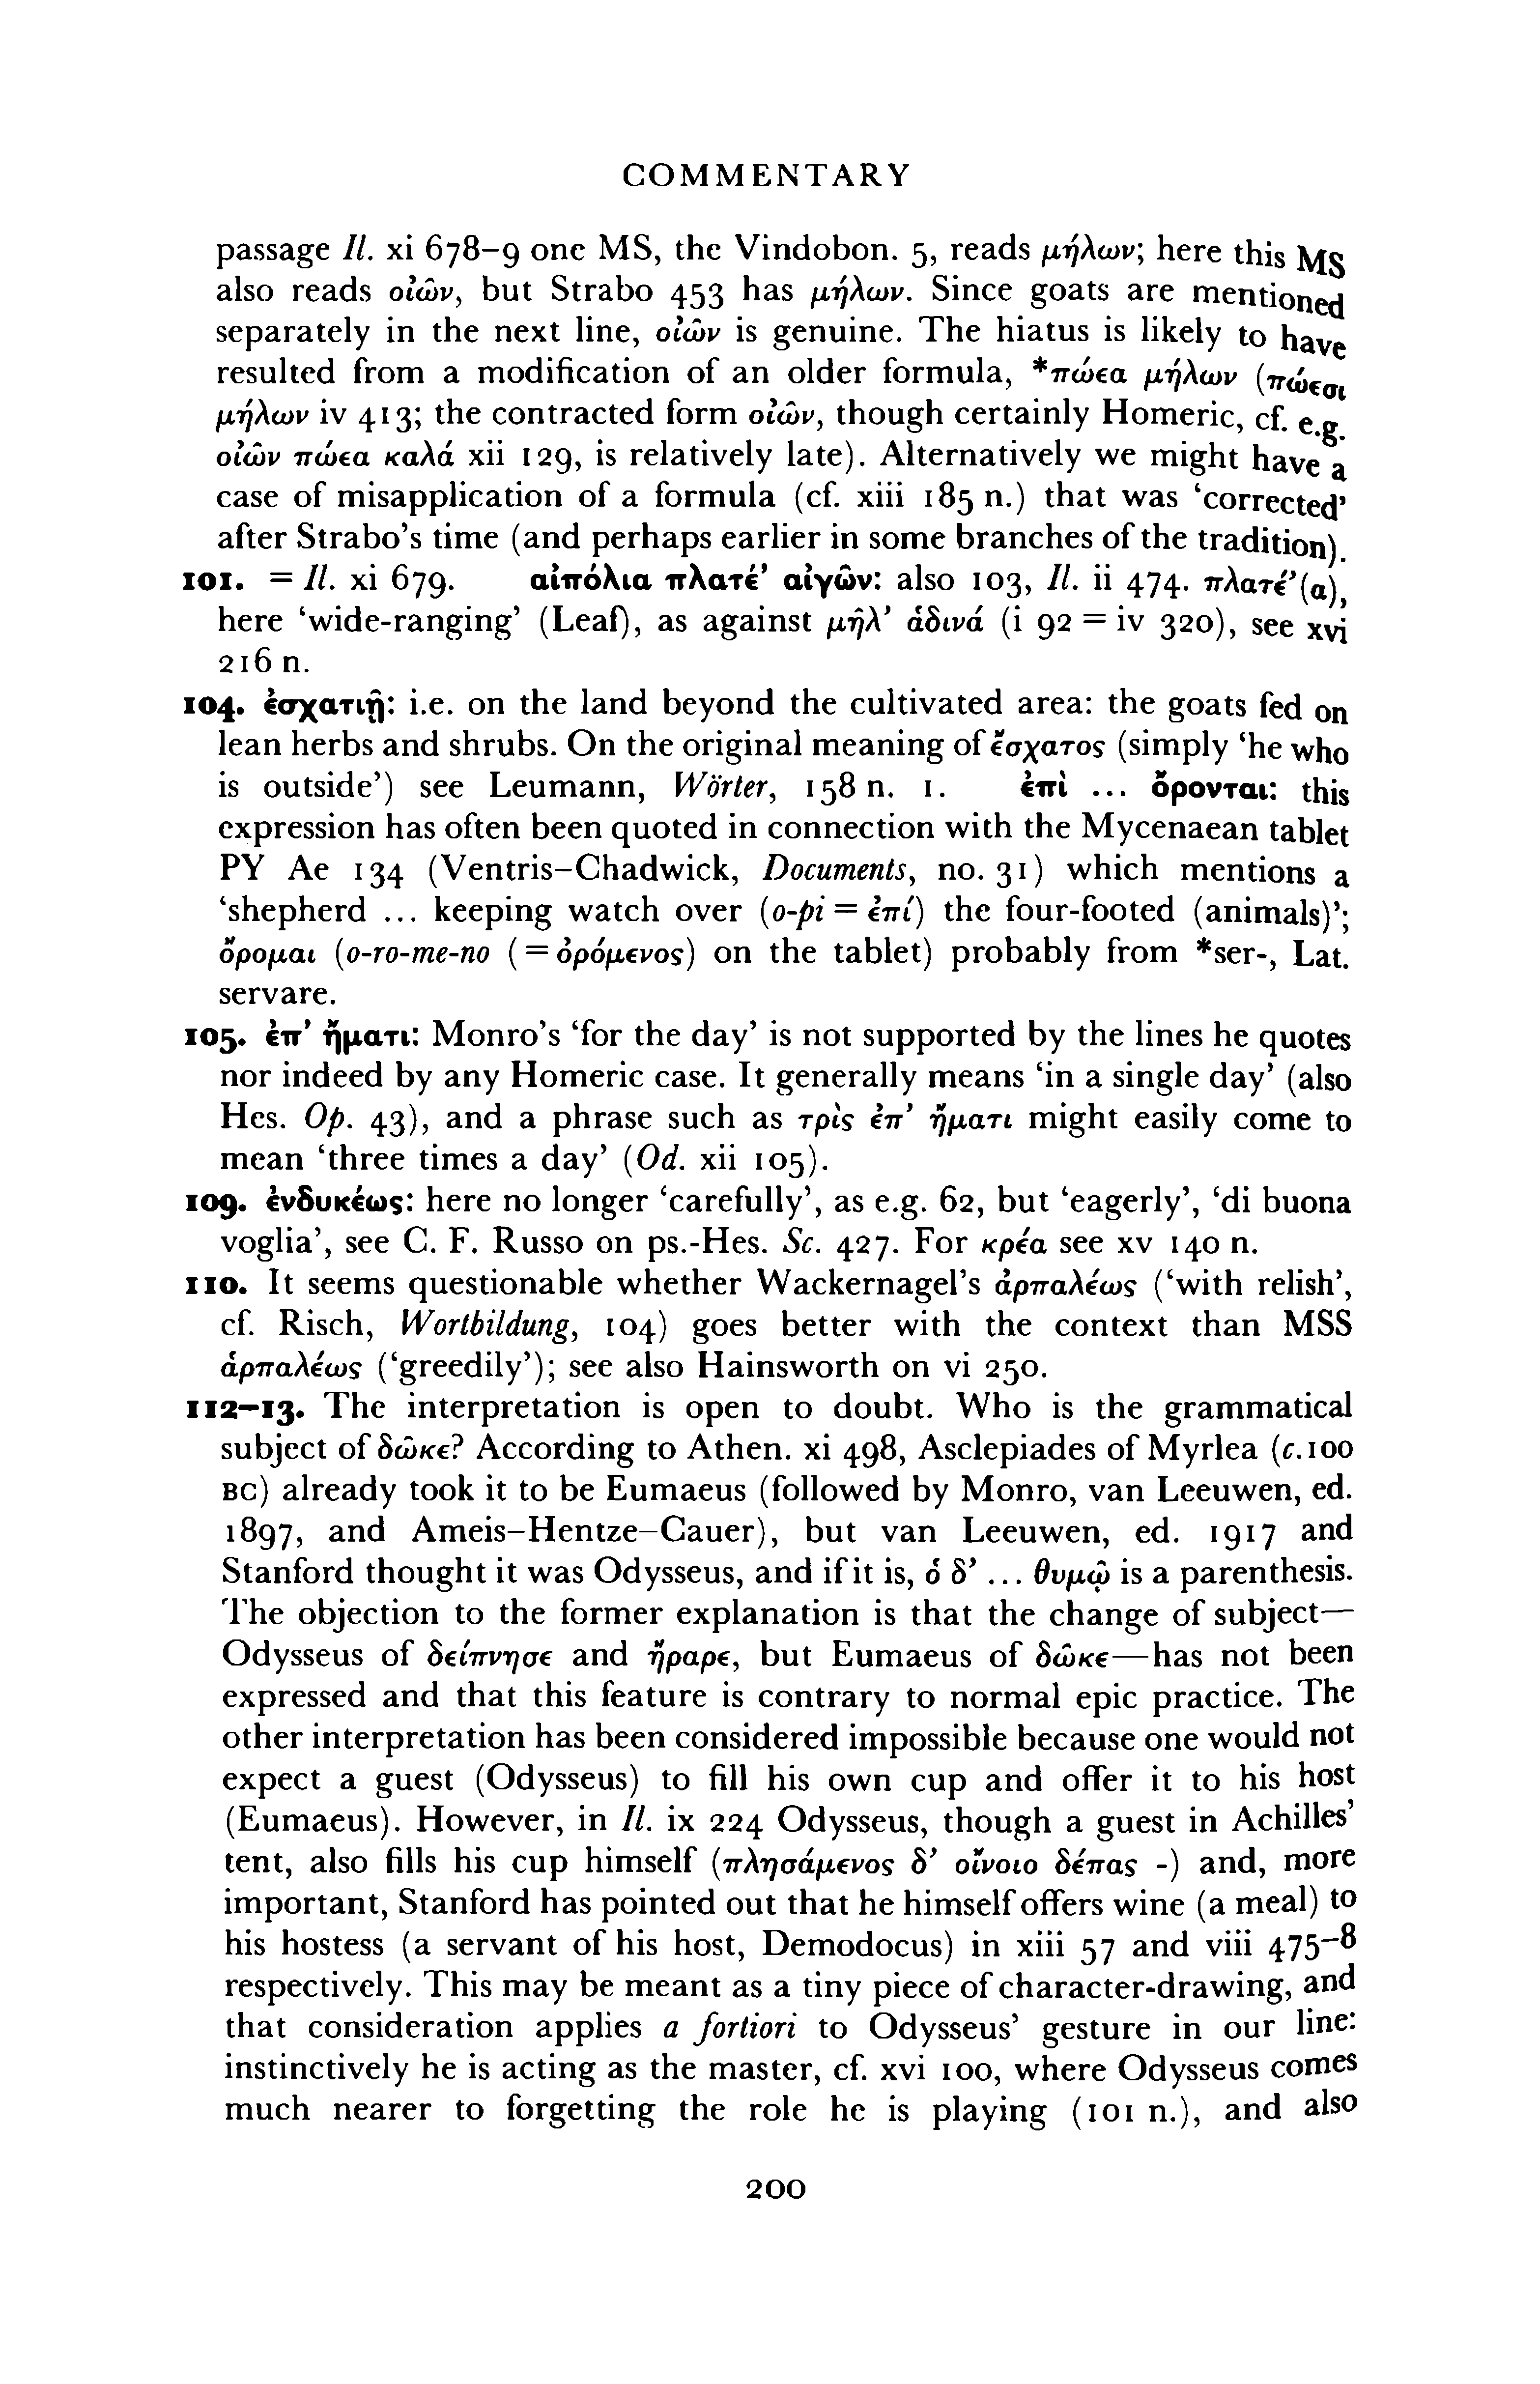 COMMENTARY
passage Il. xi 678–9 one MS, the Vindobon. 5, reads μήλων; here this MS
also reads οἰῶν, but Strabo 453 has μήλων. Since goats are mentioned
separately in the next line, οἰῶν is genuine. The hiatus is likely to have
resulted from a modification of an older formula, *πώεα μήλων (πώεσι
μήλων iv 413; the contracted form οἰῶν, though certainly Homeric, cf. e.g.
οἰῶν πώεα καλά xii 129, is relatively late). Alternatively we might have a
case of misapplication of a formula (cf. xiii 185 n.) that was ‘corrected’
after Strabo’s time (and perhaps earlier in some branches of the tradition).
101. = Il. xi 679. αἰπόλια πλατέ’ αἰγῶν: also 103, Il. ii 474. πλατέ’(α),
here ‘wide-ranging’ (Leaf), as against μῆλ’ ἁδινά (i 92 = iv 320), see xvi
216 n.
104. ἐσχατιῇ: i.e. on the land beyond the cultivated area: the goats fed on
lean herbs and shrubs. On the original meaning of ἔσχατος (simply ‘he who
is outside’) see Leumann, Wörter, 158 n. 1. ἐπὶ ... ὄρονται: this
expression has often been quoted in connection with the Mycenaean tablet
PY Ae 134 (Ventris–Chadwick, Documents, no. 31) which mentions a
‘shepherd ... keeping watch over (o-pi = ἐπί) the four-footed (animals)’;
ὄρομαι (o-ro-me-no (= ὀρόμενος) on the tablet) probably from *ser-, Lat.
servare.
105. ἐπ’ ἤματι: Monro’s ‘for the day’ is not supported by the lines he quotes
nor indeed by any Homeric case. It generally means ‘in a single day’ (also
Hes. Op. 43), and a phrase such as τρὶς ἐπ’ ἤματι might easily come to
mean ‘three times a day’ (Od. xii 105).
109. ἐνδυκέως: here no longer ‘carefully’, as e.g. 62, but ‘eagerly’, ‘di buona
voglia’, see C. F. Russo on ps.-Hes. Sc. 427. For κρέα see xv 140 n.
110. It seems questionable whether Wackernagel’s ἀρπαλέως (‘with relish’,
cf. Risch, Wortbildung, 104) goes better with the context than MSS
ἁρπαλέως (‘greedily’); see also Hainsworth on vi 250.
112–13. The interpretation is open to doubt. Who is the grammatical
subject of δῶκε? According to Athen. xi 498, Asclepiades of Myrlea (c.100
BC) already took it to be Eumaeus (followed by Monro, van Leeuwen, ed.
1897, and Ameis–Hentze–Cauer), but van Leeuwen, ed. 1917 and
Stanford thought it was Odysseus, and if it is, ὁ δ’ ... θυμῷ is a parenthesis.
The objection to the former explanation is that the change of subject—
Odysseus of δείπνησε and ἤραρε, but Eumaeus of δῶκε—has not been
expressed and that this feature is contrary to normal epic practice. The
other interpretation has been considered impossible because one would not
expect a guest (Odysseus) to fill his own cup and offer it to his host
(Eumaeus). However, in Il. ix 224 Odysseus, though a guest in Achilles’
tent, also fills his cup himself (πλησάμενος δ’ οἴνοιο δέπας -) and, more
important, Stanford has pointed out that he himself offers wine (a meal) to
his hostess (a servant of his host, Demodocus) in xiii 57 and viii 475–8
respectively. This may be meant as a tiny piece of character-drawing, and
that consideration applies a fortiori to Odysseus’ gesture in our line:
instinctively he is acting as the master, cf. xvi 100, where Odysseus comes
much nearer to forgetting the role he is playing (101 n.), and also
200